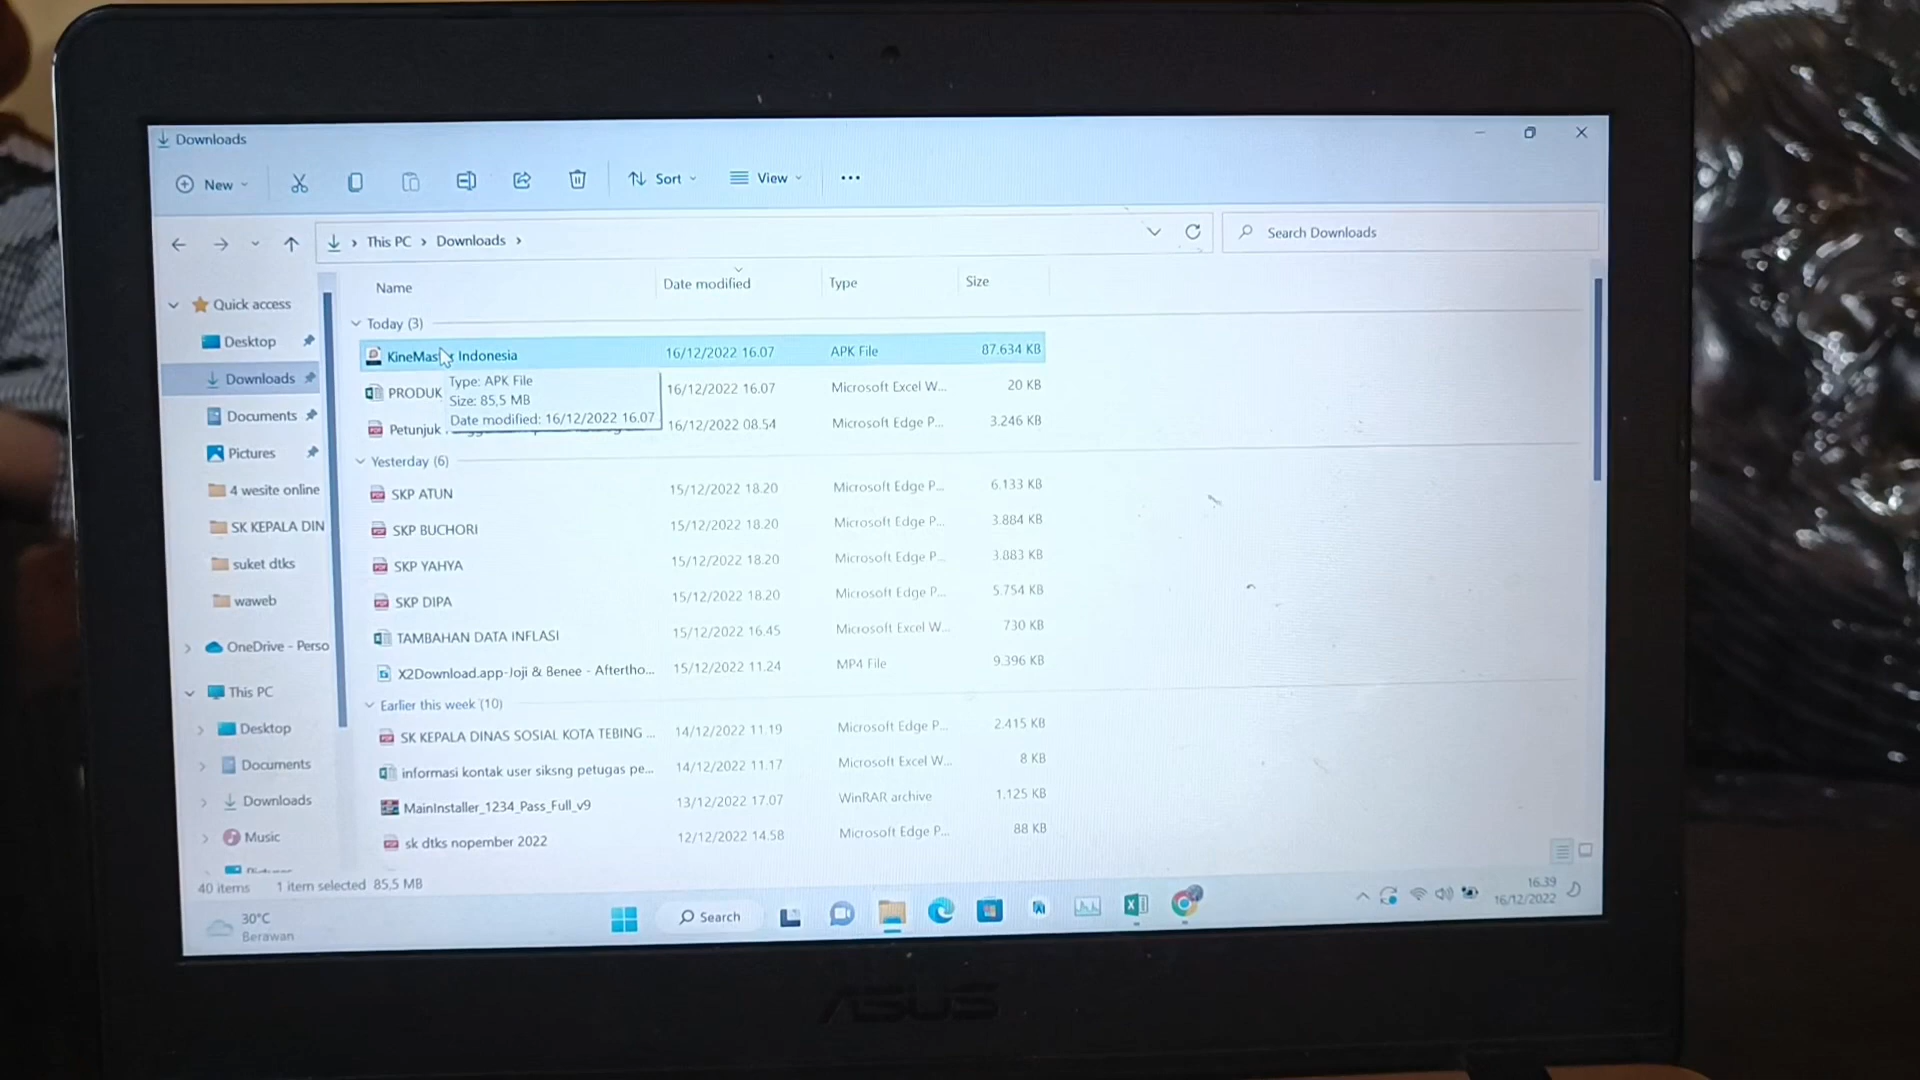 Downloads
New
Sort
View
This PC > Downloads >
Search Downloads
Name
Date modified
Type
Size
Quick access
Desktop
Downloads
Documents
Pictures
4 wesite online
SK KEPALA DIN
suket dtks
waweb
OneDrive - Perso
This PC
Desktop
Documents
Downloads
Music
Today (3)
Indonesia 16/12/2022 16.07 APK File 87.634 KB
PRODUK 16/12/2022 16.07 Microsoft Excel W... 20 KB
Petunjuk 16/12/2022 08.54 Microsoft Edge P... 3.246 KB
Type: APK File
Size: 85,5 MB
Date modified: 16/12/2022 16.07
Yesterday (6)
SKP ATUN 15/12/2022 18.20 Microsoft Edge P... 6.133 KB
SKP BUCHORI 15/12/2022 18.20 Microsoft Edge P... 3.884 KB
SKP YAHYA 15/12/2022 18.20 Microsoft Edge P... 3.883 KB
SKP DIPA 15/12/2022 18.20 Microsoft Edge P... 5.754 KB
TAMBAHAN DATA INFLASI 15/12/2022 16.45 Microsoft Excel W... 730 KB
X2Download.app-Joji & Benee - Aftertho... 15/12/2022 11.24 MP4 File 9.396 KB
Earlier this week (10)
SK KEPALA DINAS SOSIAL KOTA TEBING ... 14/12/2022 11.19 Microsoft Edge P... 2.415 KB
informasi kontak user siksng petugas pe... 14/12/2022 11.17 Microsoft Excel W... 8 KB
MainInstaller_1234_Pass_Full_v9 13/12/2022 17.07 WinRAR archive 1.125 KB
sk dtks nopember 2022 12/12/2022 14.58 Microsoft Edge P... 88 KB
40 items 1 item selected 85,5 MB
30°C
Berawan
Search
16.39
16/12/2022
ASUS